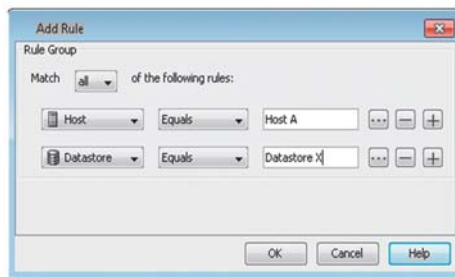 Add Rule
Rule Group
Match all of the following rules:
Host Equals Host A ... — +
Datastore Equals Datastore X ... — +
OK Cancel Help